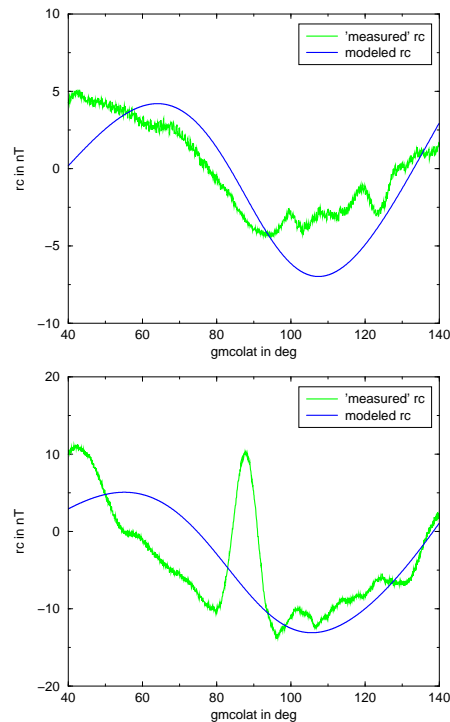 10
'measured' rc
modeled rc
5
rc in nT
0
−5
−10
40 60 80 100 120 140
gmcolat in deg
20
'measured' rc
modeled rc
10
rc in nT
0
−10
−20
40 60 80 100 120 140
gmcolat in deg